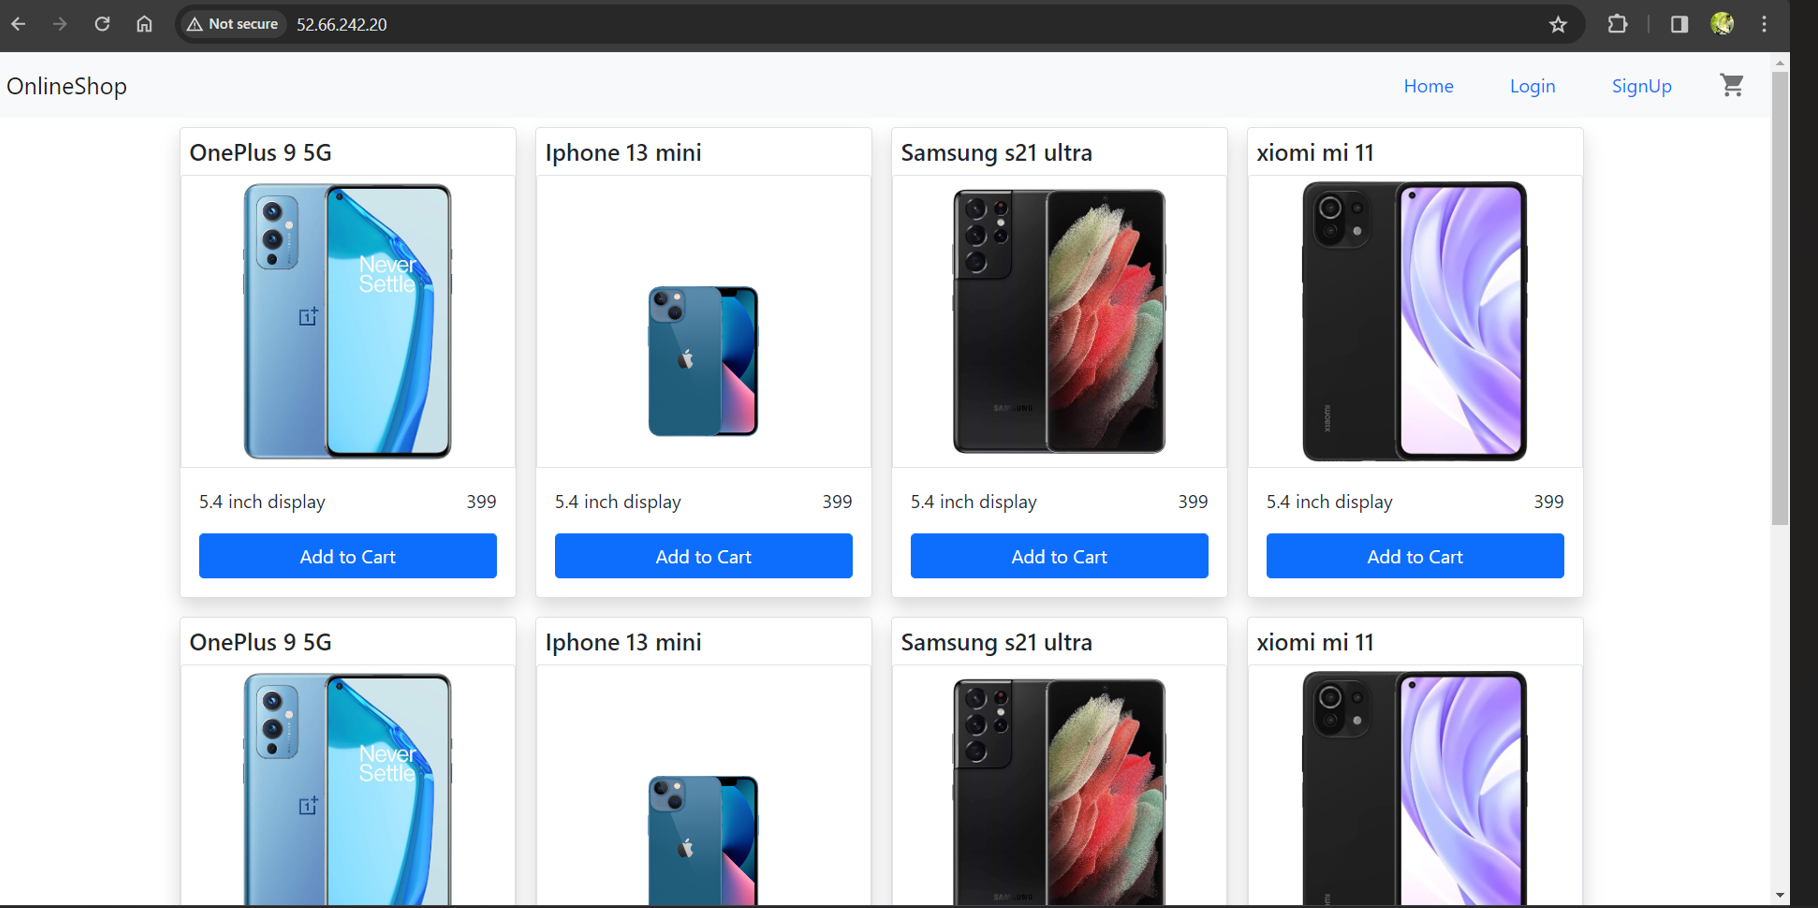 Not secure 52.66.242.20
OnlineShop Home Login SignUp
OnePlus 9 5G Iphone 13 mini Samsung s21 ultra xiomi mi 11
Never
Settle
SAMSUNG
xiaomi
5.4 inch display 399 5.4 inch display 399 5.4 inch display 399 5.4 inch display 399
Add to Cart Add to Cart Add to Cart Add to Cart
OnePlus 9 5G Iphone 13 mini Samsung s21 ultra xiomi mi 11
Never
Settle
SAMSUNG